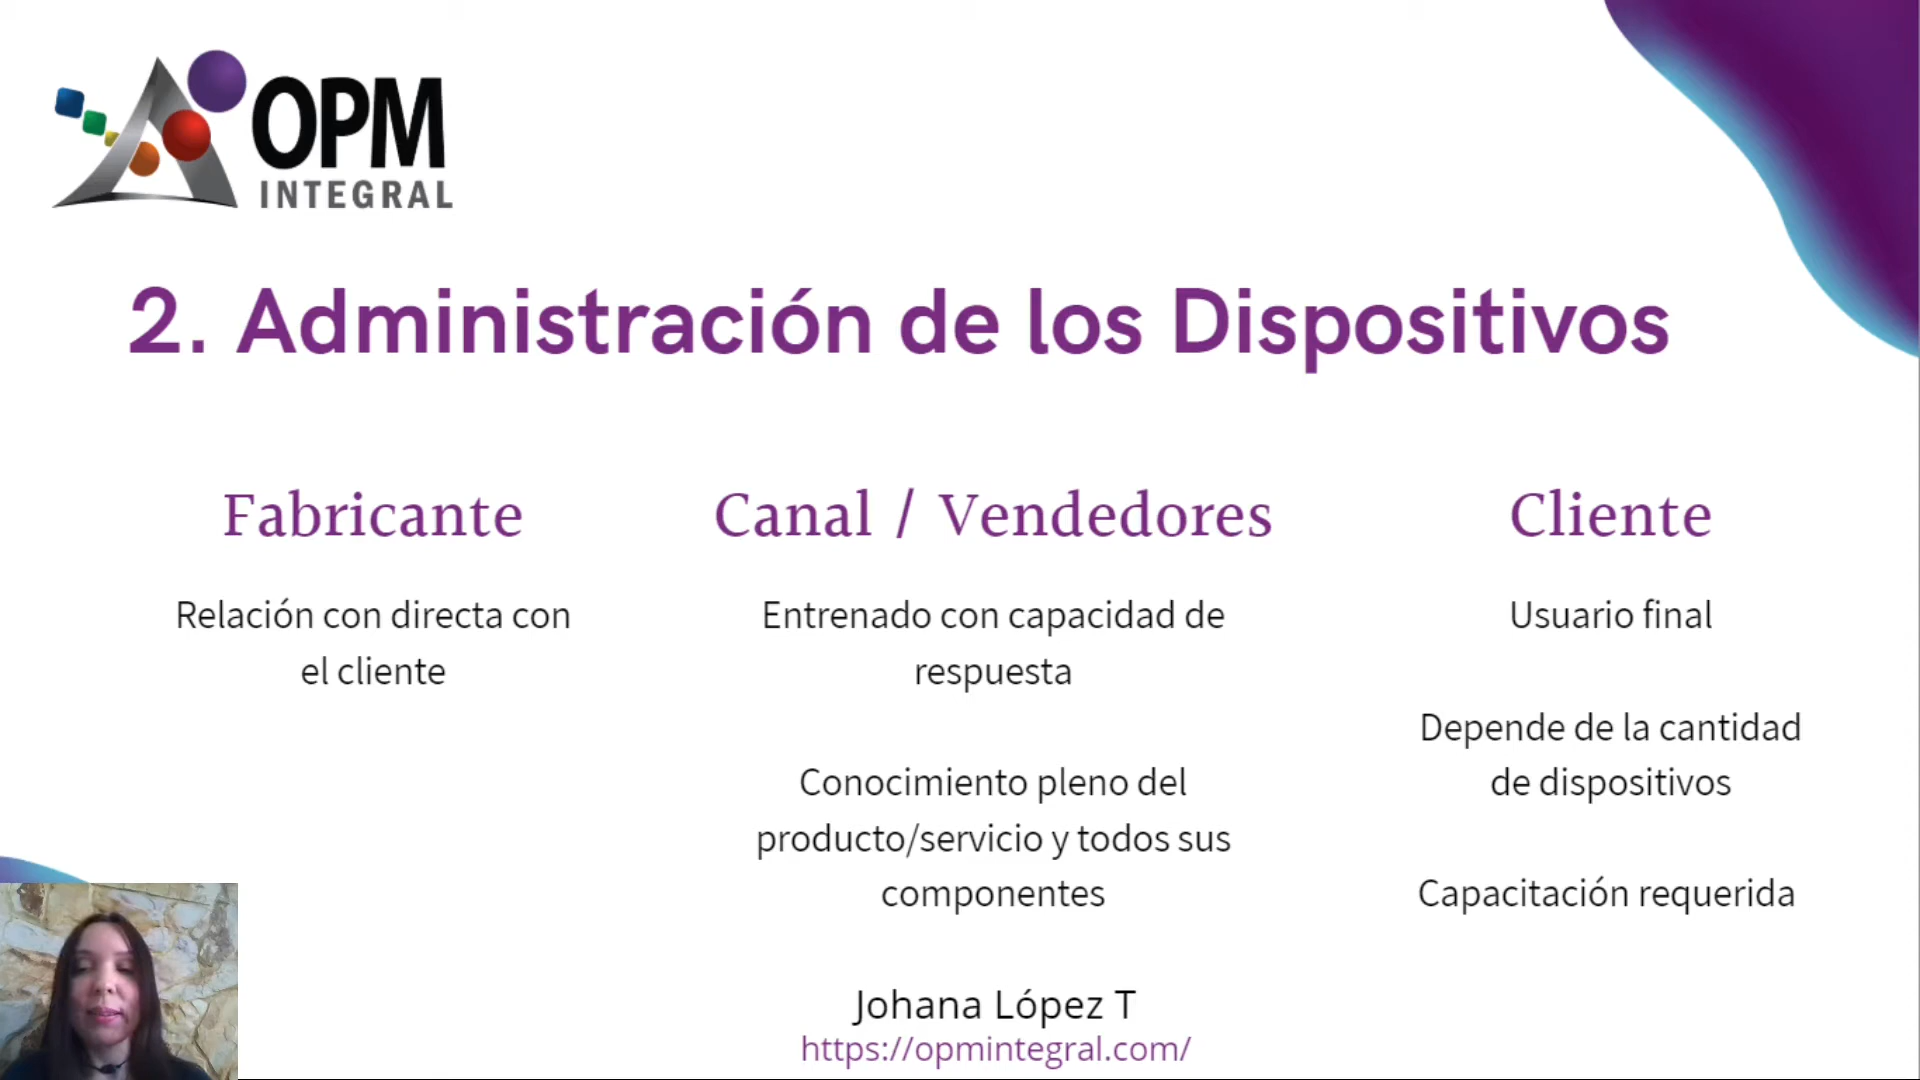 OPM
INTEGRAL
2. Administración de los Dispositivos
Fabricante
Relación con directa con
el cliente
Canal / Vendedores
Entrenado con capacidad de
respuesta
Conocimiento pleno del
producto/servicio y todos sus
componentes
Cliente
Usuario final
Depende de la cantidad
de dispositivos
Capacitación requerida
Johana López T
https://opmintegral.com/